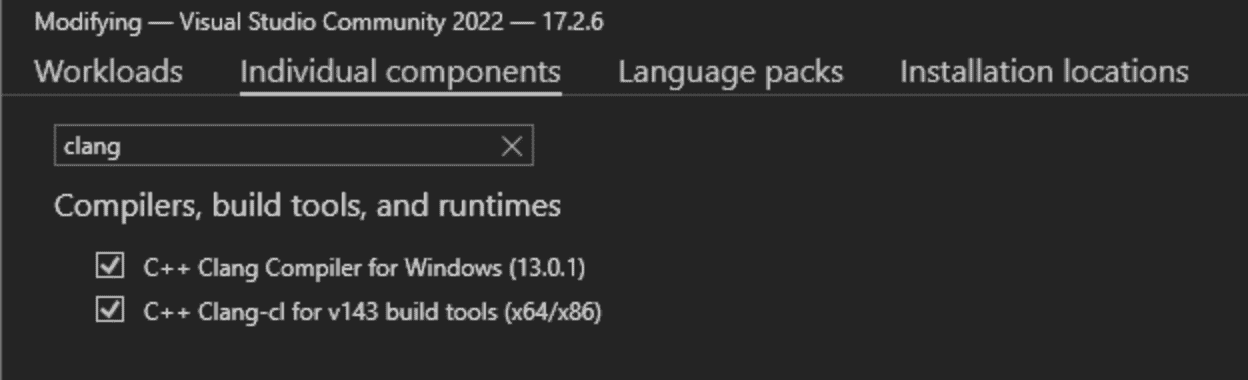 Modifying — Visual Studio Community 2022 — 17.2.6
Workloads Individual components Language packs Installation locations
clang
Compilers, build tools, and runtimes
C++ Clang Compiler for Windows (13.0.1)
C++ Clang-cl for v143 build tools (x64/x86)